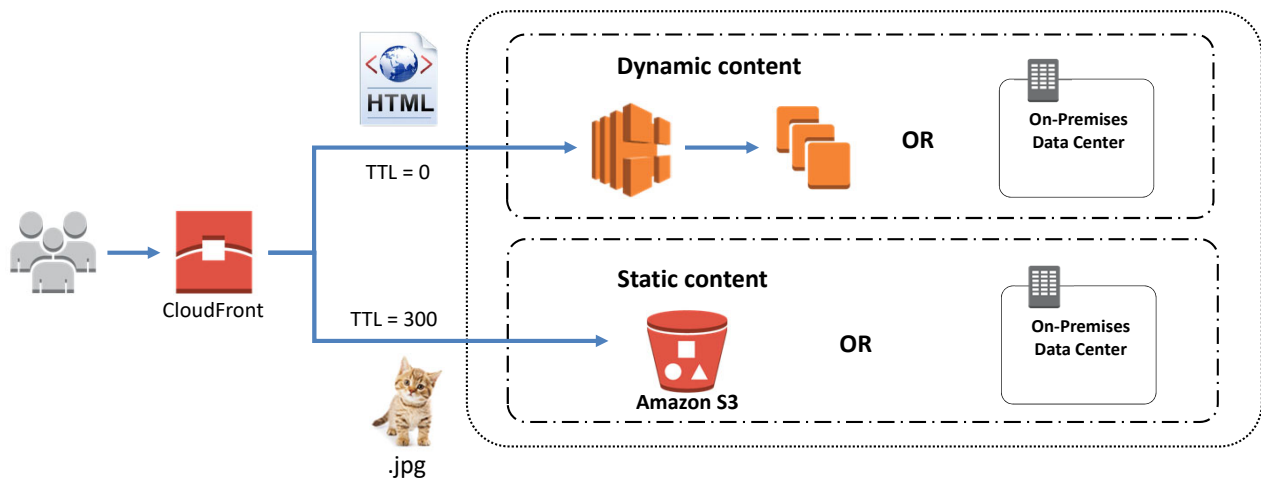 < >
HTML
TTL = 0
Dynamic content
OR
On-Premises
Data Center
CloudFront
TTL = 300
.jpg
Static content
Amazon S3
OR
On-Premises
Data Center